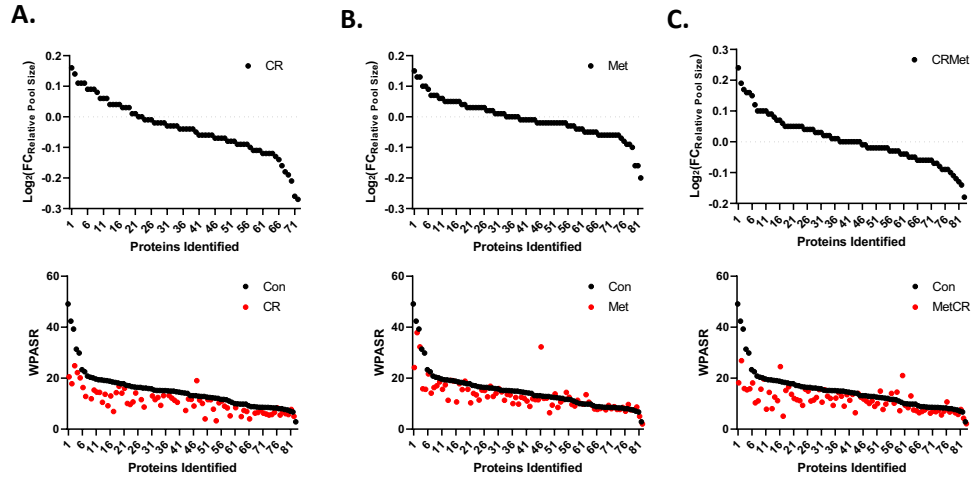 A.
Log2(FCRelative Pool Size)
0.2
0.1
0.0
-0.1
-0.2
-0.3
CR
1 6 11 16 21 26 31 36 41 46 51 56 61 66 71
Proteins Identified
B.
Log2(FCRelative Pool Size)
0.2
0.1
0.0
-0.1
-0.2
-0.3
Met
1 6 11 16 21 26 31 36 41 46 51 56 61 66 71 76 81
Proteins Identified
C.
Log2(FCRelative Pool Size)
0.3
0.2
0.1
0.0
-0.1
-0.2
CRMet
1 6 11 16 21 26 31 36 41 46 51 56 61 66 71 76 81
Proteins Identified
WPASR
60
40
20
0
Con
CR
1 6 11 16 21 26 31 36 41 46 51 56 61 66 71 76 81
Proteins Identified
WPASR
60
40
20
0
Con
Met
1 6 11 16 21 26 31 36 41 46 51 56 61 66 71 76 81
Proteins Identified
WPASR
60
40
20
0
Con
MetCR
1 6 11 16 21 26 31 36 41 46 51 56 61 66 71 76 81
Proteins Identified